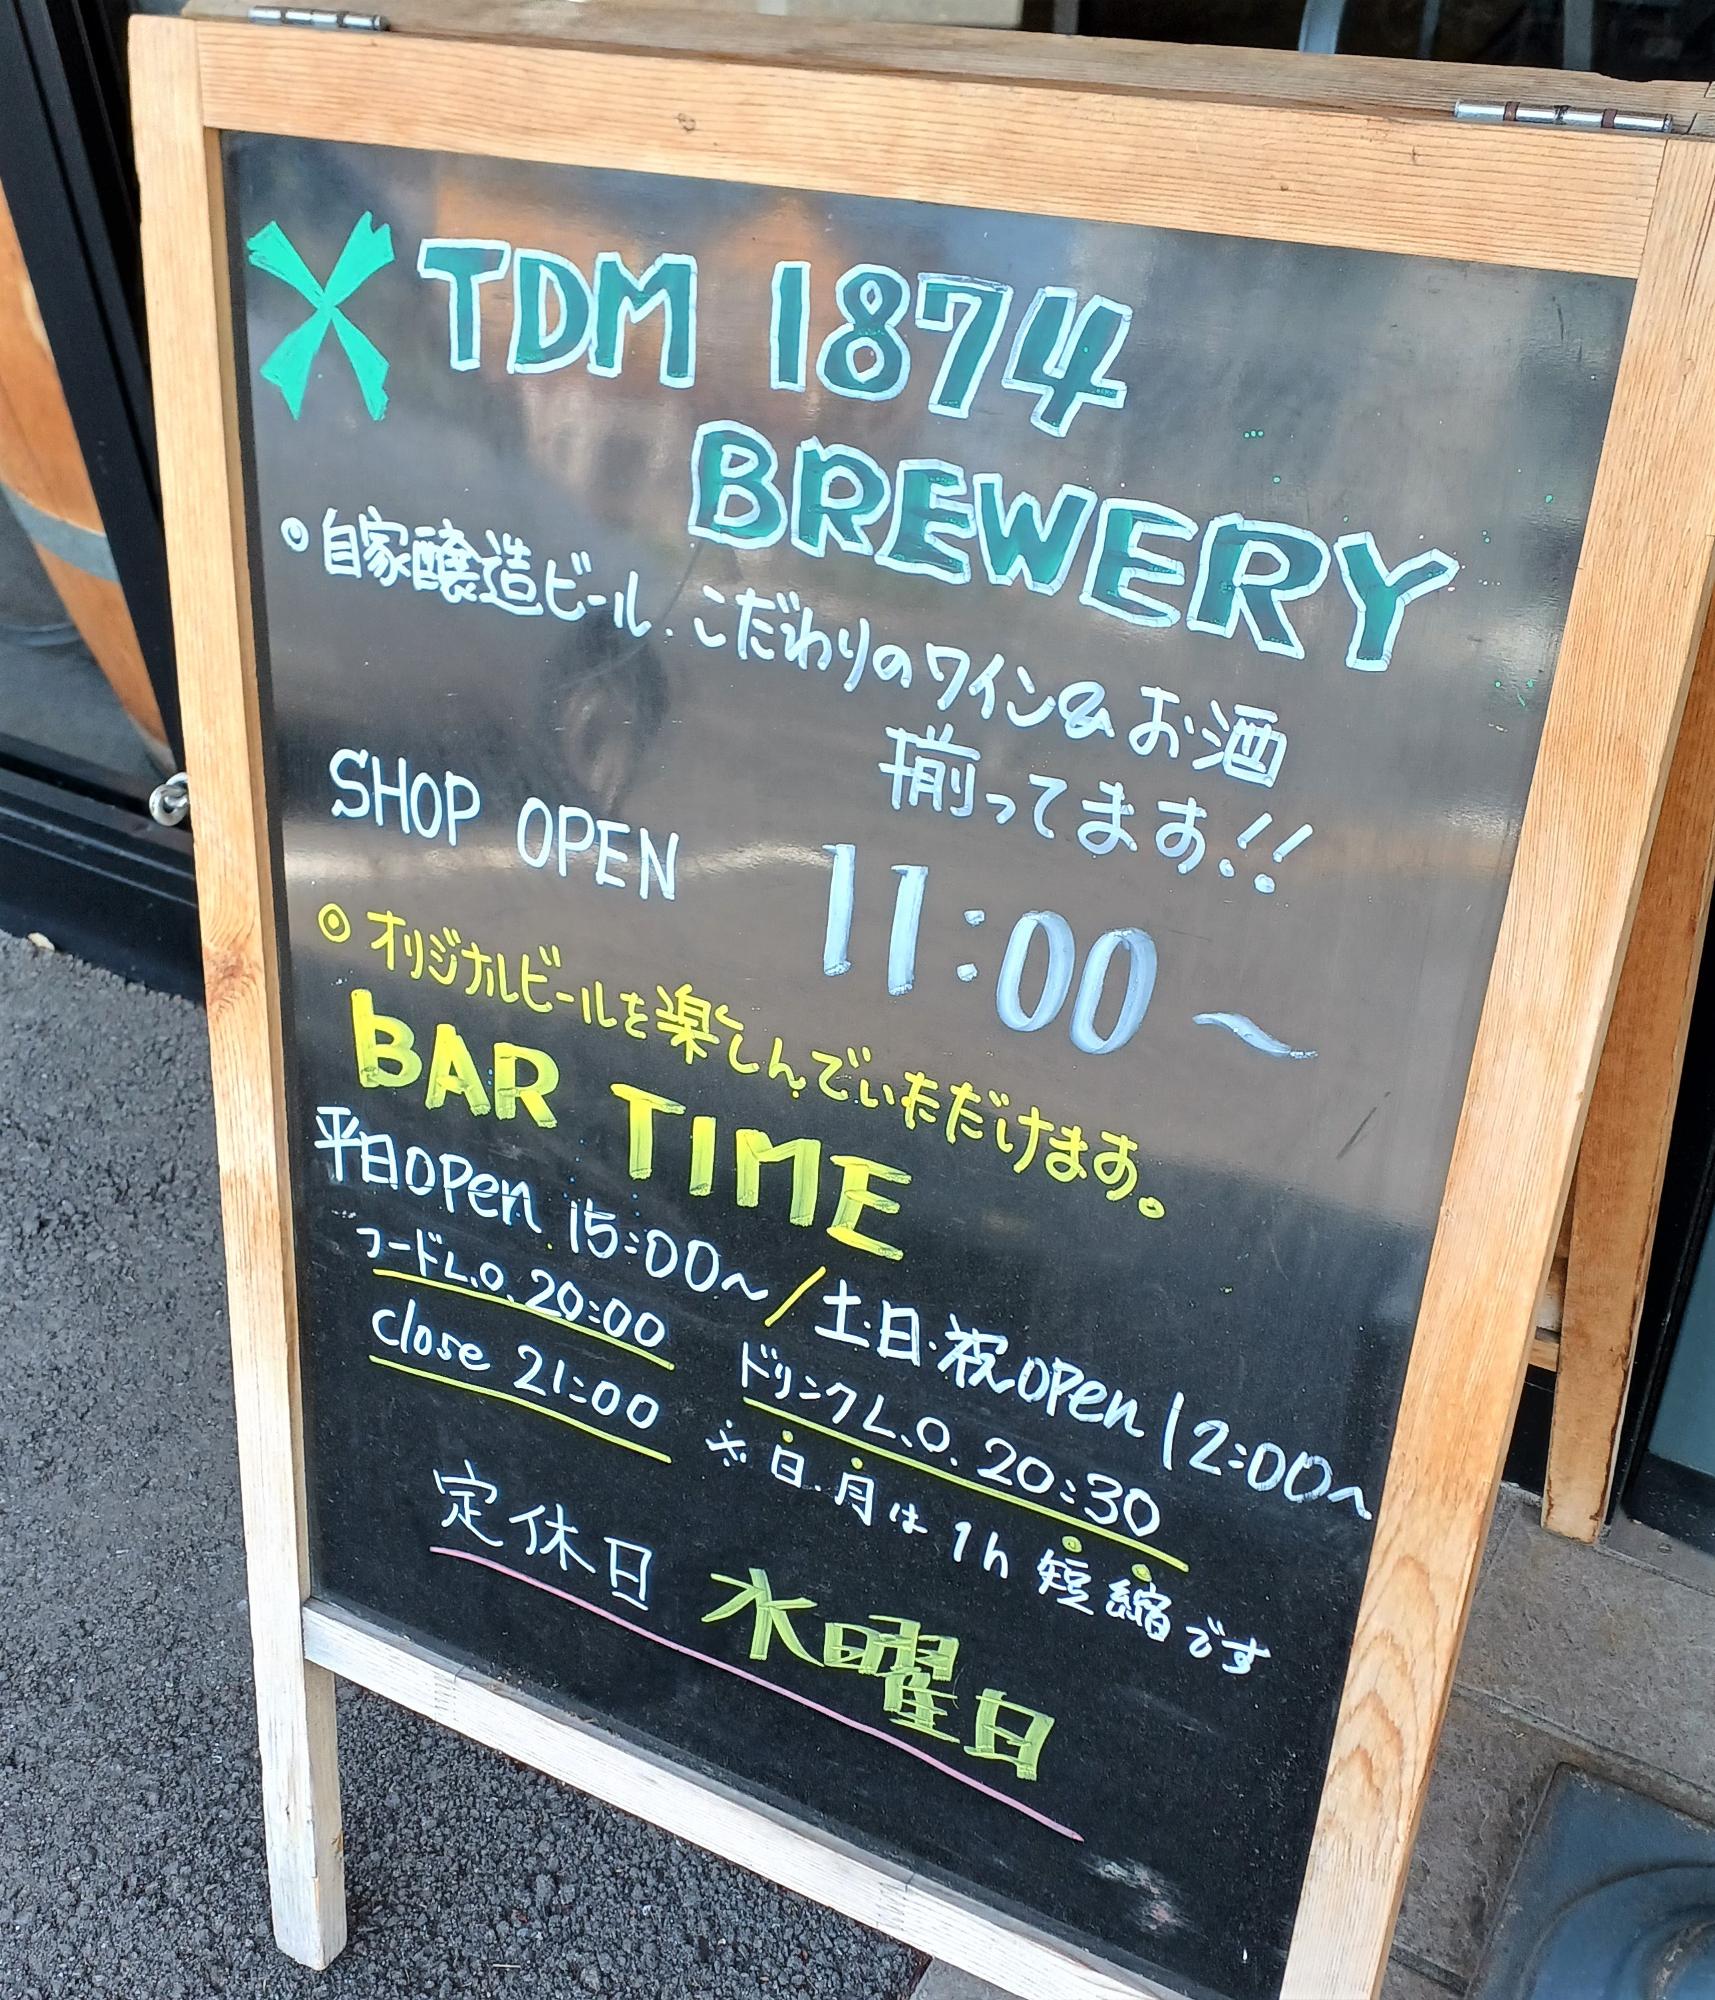 TDM 1874
BREWERY
◎自家醸造ビール、こだわりのワイン&お酒
揃ってます!!
SHOP OPEN 11:00～
◎オリジナルビールを楽しんでいただけます。
BAR TIME
平日open 15:00～/土・日・祝open 12:00～
フードL.O.20:00 ドリンクL.O.20:30
close 21:00 ※日.月は1h短縮です
定休日 水曜日